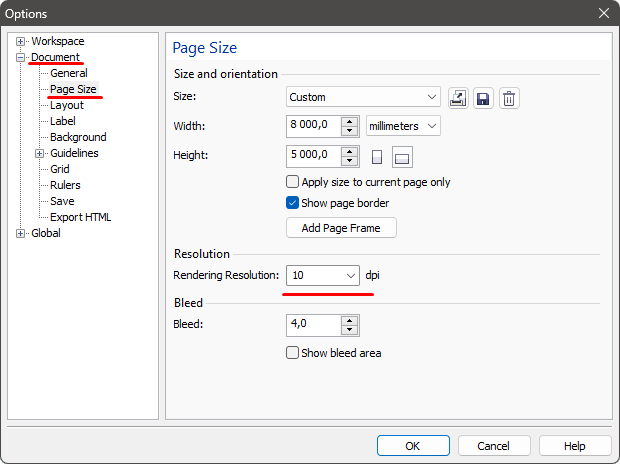 Options
Workspace
Document
General
Page Size
Layout
Label
Background
Guidelines
Grid
Rulers
Save
Export HTML
Global
Page Size
Size and orientation
Size: Custom
Width: 8 000,0 millimeters
Height: 5 000,0
Apply size to current page only
Show page border
Add Page Frame
Resolution
Rendering Resolution: 10 dpi
Bleed
Bleed: 4,0
Show bleed area
OK Cancel Help